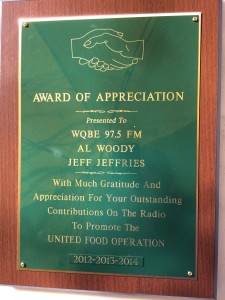 AWARD OF APPRECIATION
Presented To
WQBE 97.5 FM
AL WOODY
JEFF JEFFRIES
With Much Gratitude And
Appreciation For Your Outstanding
Contributions On The Radio
To Promote The
UNITED FOOD OPERATION
2012-2013-2014